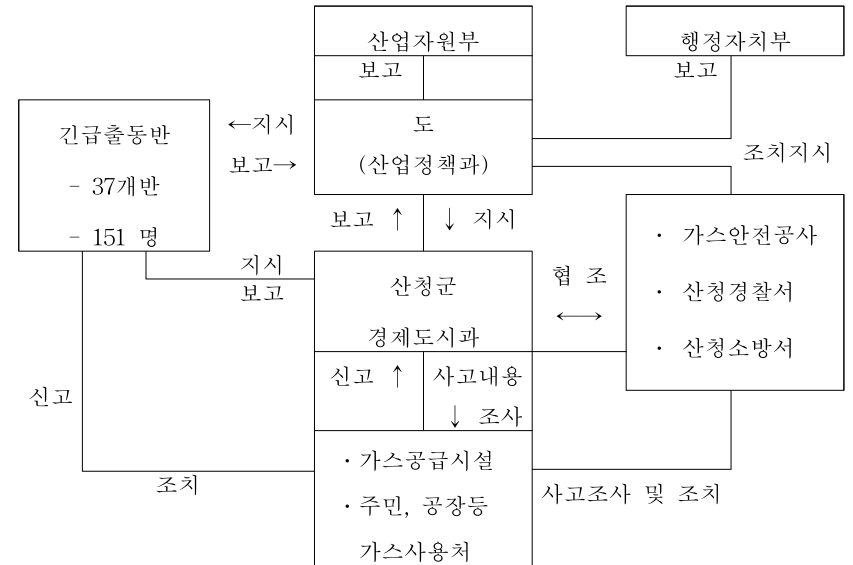 산업자원부
행정자치부
보고
보고
긴급출동반
- 37개반
- 151 명
←지시
보고→
도
(산업정책과)
조치지시
보고 ↑ ↓ 지시
· 가스안전공사
· 산청경찰서
· 산청소방서
지시
보고
산청군
경제도시과
협 조
←→
신고 ↑ 사고내용
↓ 조사
신고
조치
·가스공급시설
·주민, 공장등
가스사용처
사고조사 및 조치